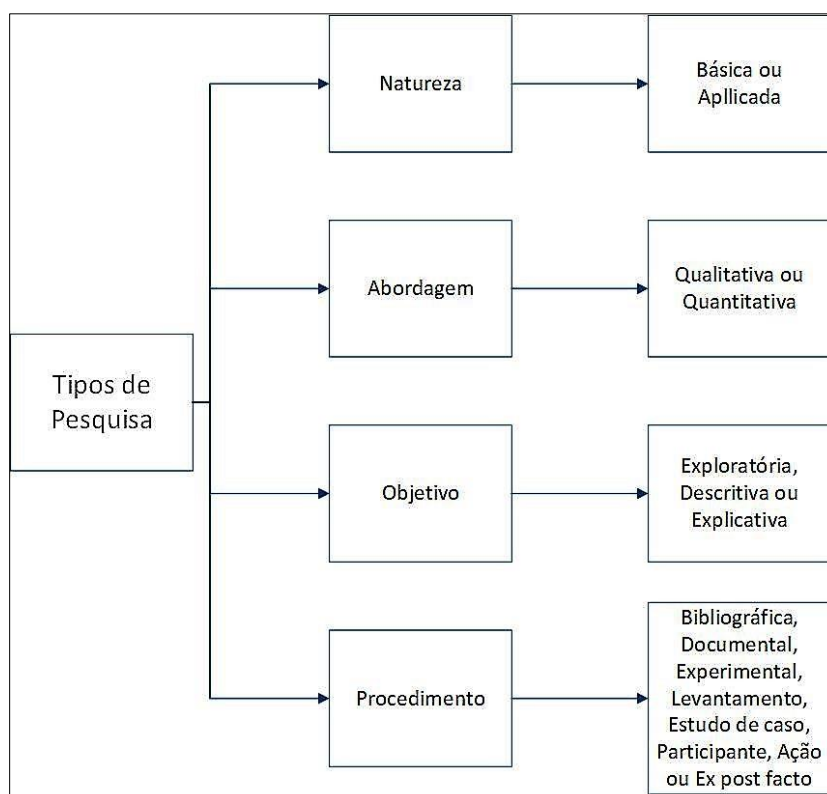 Natureza
Básica ou
Apllicada
Abordagem
Qualitativa ou
Quantitativa
Tipos de
Pesquisa
Objetivo
Exploratória,
Descritiva ou
Explicativa
Procedimento
Bibliográfica,
Documental,
Experimental,
Levantamento,
Estudo de caso,
Participante, Ação
ou Ex post facto